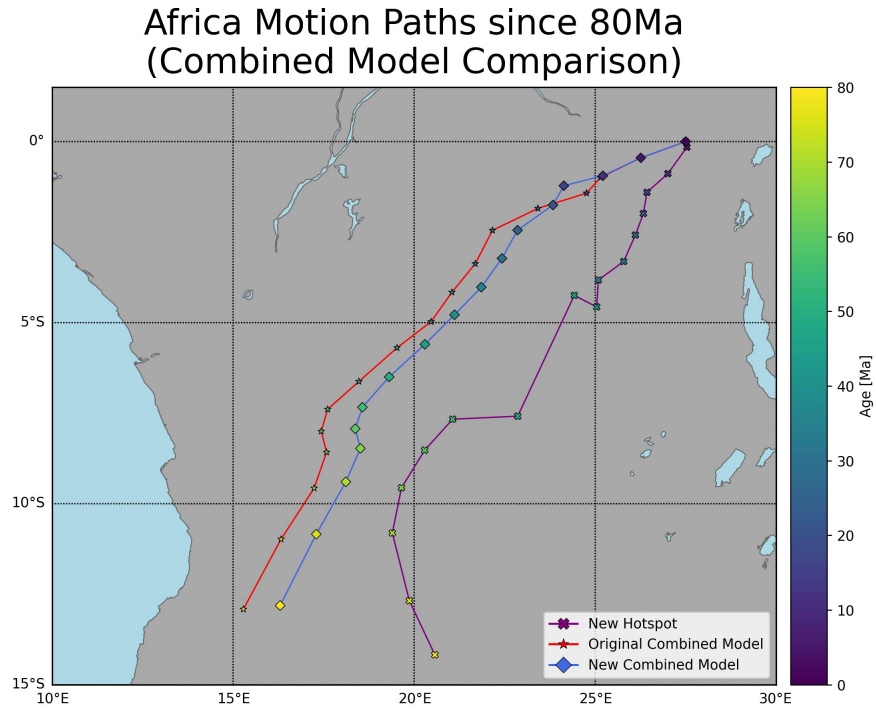 Africa Motion Paths since 80Ma
(Combined Model Comparison)
0°
5°S
10°S
15°S
10°E
15°E
20°E
25°E
30°E
New Hotspot
Original Combined Model
New Combined Model
80
70
60
50
40
30
20
10
0
Age [Ma]